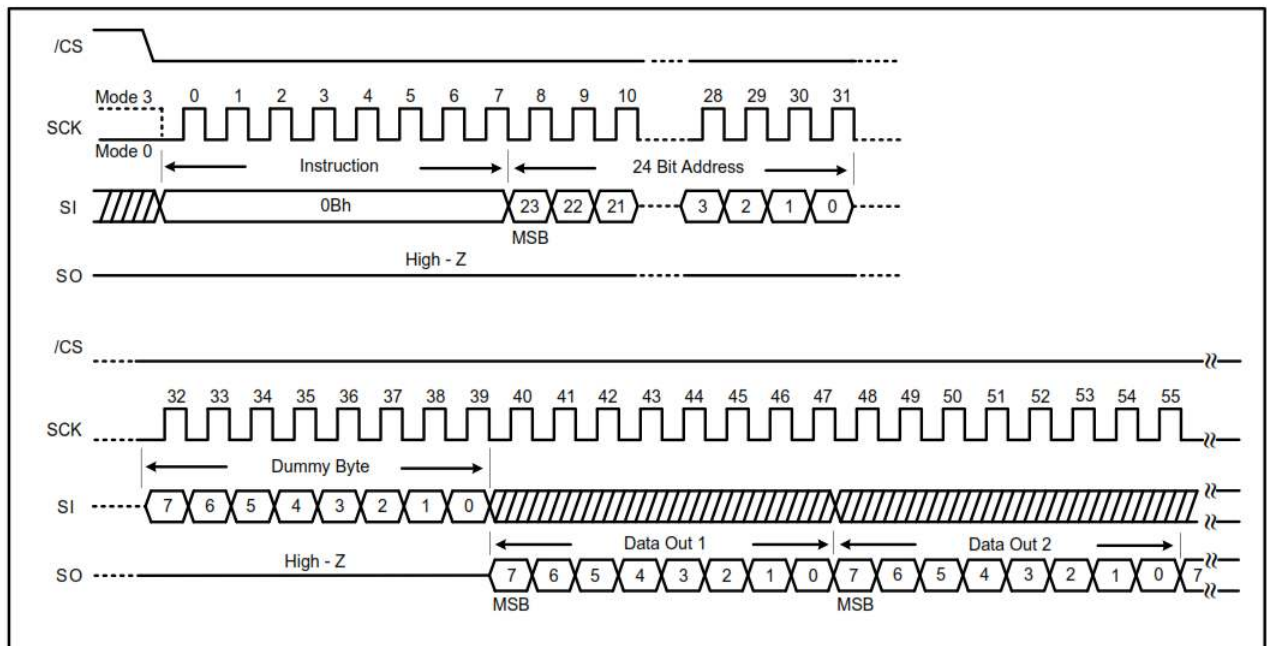 /CS
Mode 3 0 1 2 3 4 5 6 7 8 9 10 28 29 30 31
SCK
Mode 0
Instruction 24 Bit Address
SI 0Bh 23 22 21 3 2 1 0
MSB
High - Z
SO
/CS
32 33 34 35 36 37 38 39 40 41 42 43 44 45 46 47 48 49 50 51 52 53 54 55
SCK
Dummy Byte
SI 7 6 5 4 3 2 1 0
Data Out 1 Data Out 2
High - Z
SO 7 6 5 4 3 2 1 0 7 6 5 4 3 2 1 0 7
MSB MSB